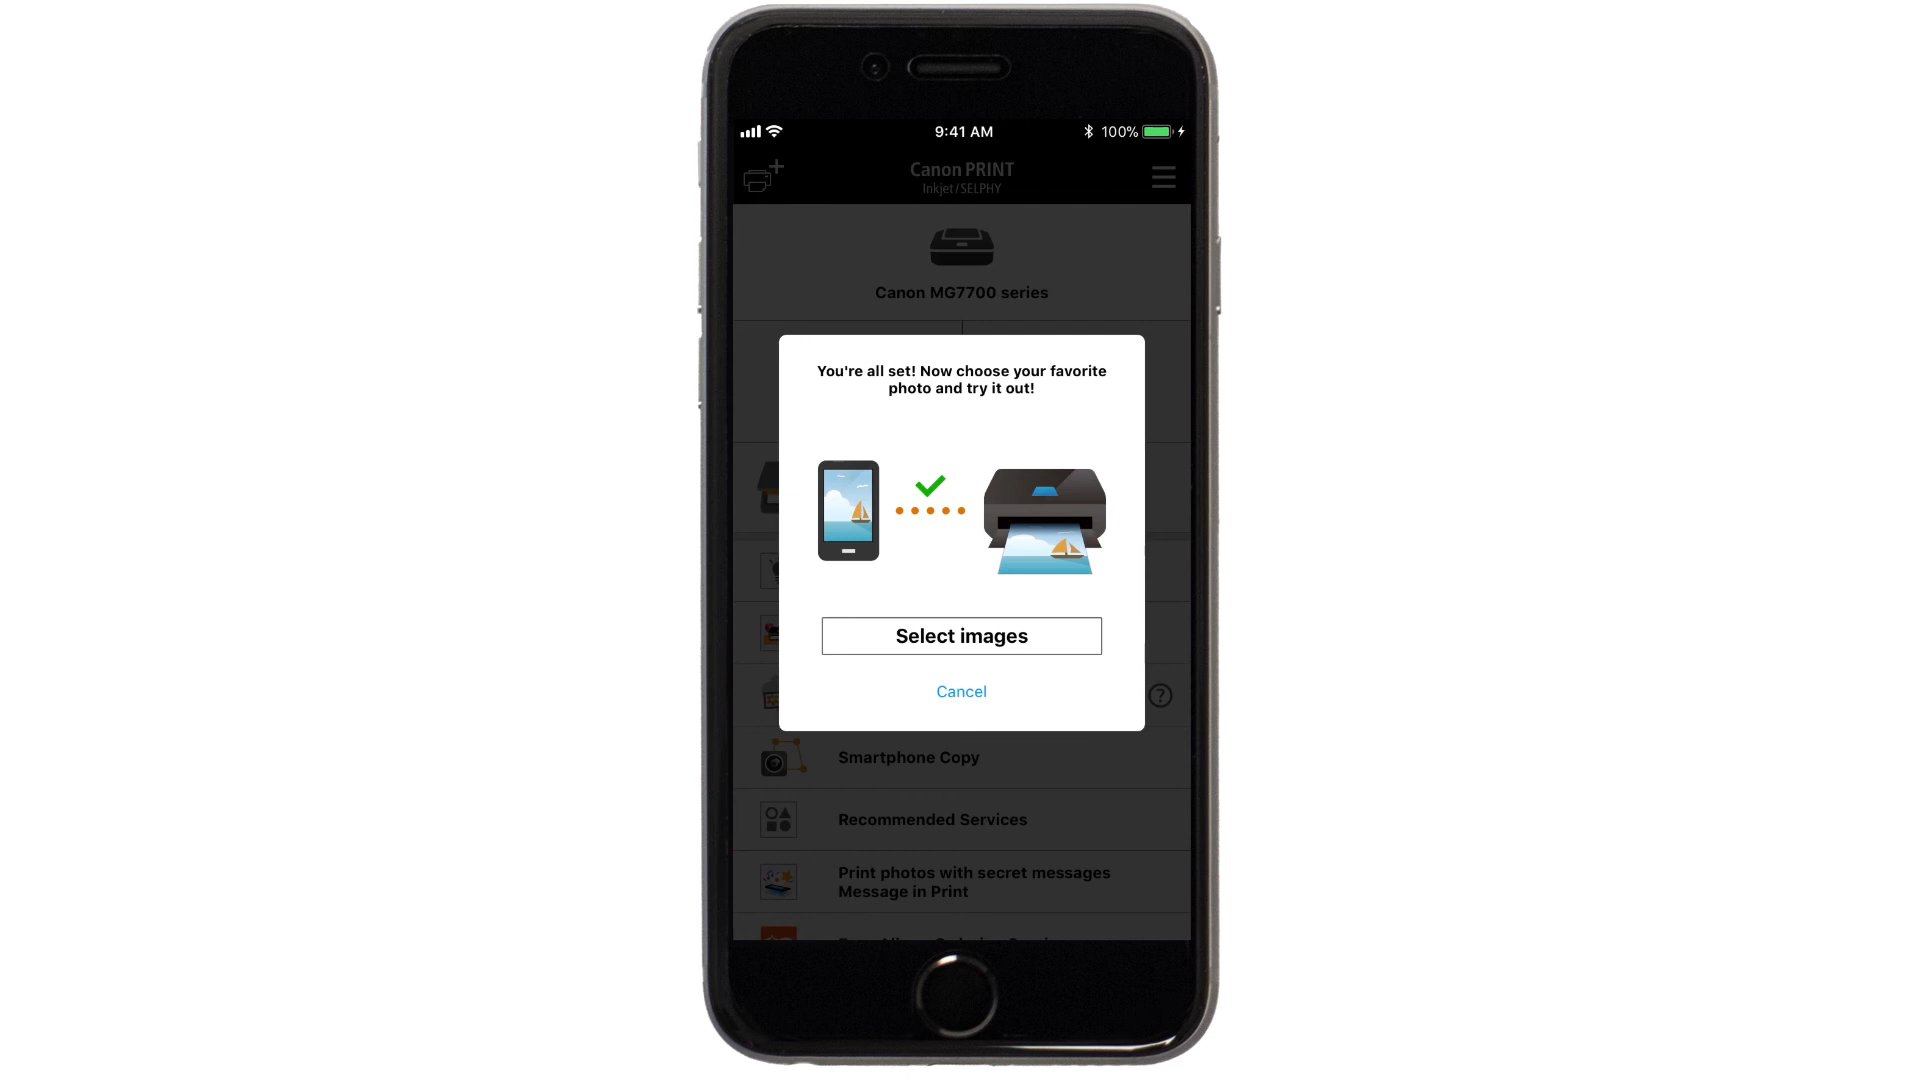 9:41 AM
100%
Canon PRINT
Inkjet/SELPHY
Canon MG7700 series
You're all set! Now choose your favorite
photo and try it out!
Select images
Cancel
?
Smartphone Copy
Recommended Services
Print photos with secret messages
Message in Print